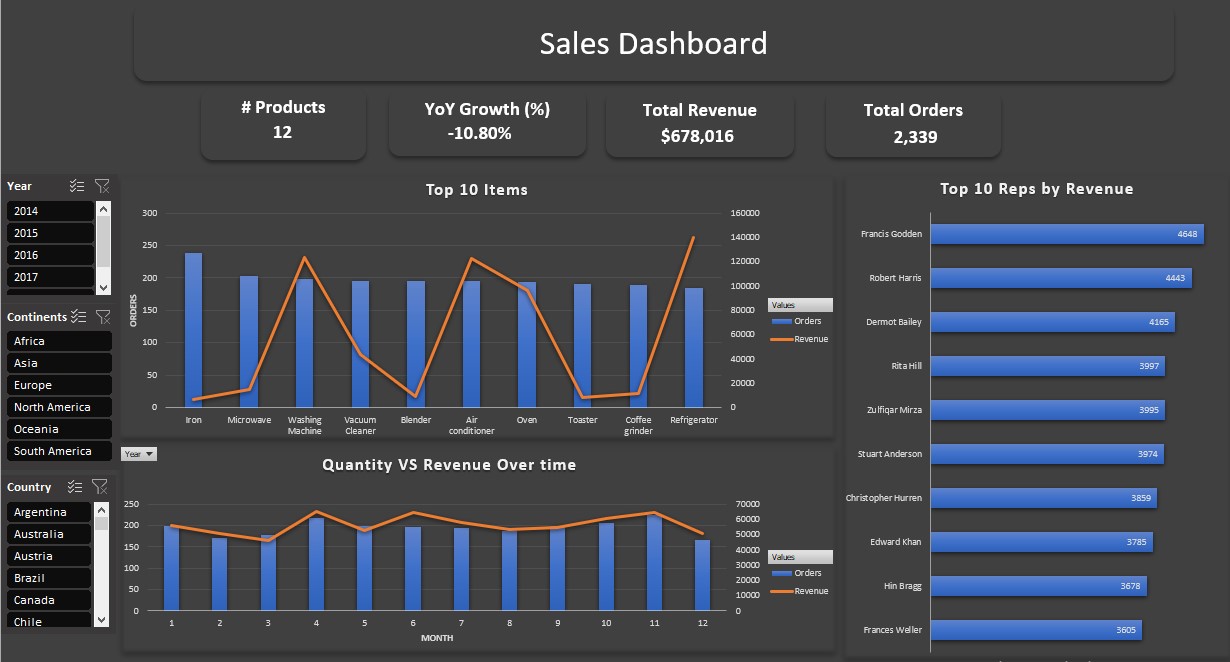 Sales Dashboard
# Products
12
YoY Growth (%)
-10.80%
Total Revenue
$678,016
Total Orders
2,339
Year
2014
2015
2016
2017
Continents
Africa
Asia
Europe
North America
Oceania
South America
Country
Argentina
Australia
Austria
Brazil
Canada
Chile
Top 10 Items
300
250
200
150
100
50
0
ORDERS
160000
140000
120000
100000
80000
60000
40000
20000
0
Iron
Microwave
Washing
Machine
Vacuum
Cleaner
Blender
Air
conditioner
Oven
Toaster
Coffee
grinder
Refrigerator
Values
Orders
Revenue
Year
Quantity VS Revenue Over time
250
200
150
100
50
0
70000
60000
50000
40000
30000
20000
10000
0
1 2 3 4 5 6 7 8 9 10 11 12
MONTH
Values
Orders
Revenue
Top 10 Reps by Revenue
Francis Godden 4648
Robert Harris 4443
Dermot Bailey 4165
Rita Hill 3997
Zulfiqar Mirza 3995
Stuart Anderson 3974
Christopher Hurren 3859
Edward Khan 3785
Hin Bragg 3678
Frances Weller 3605